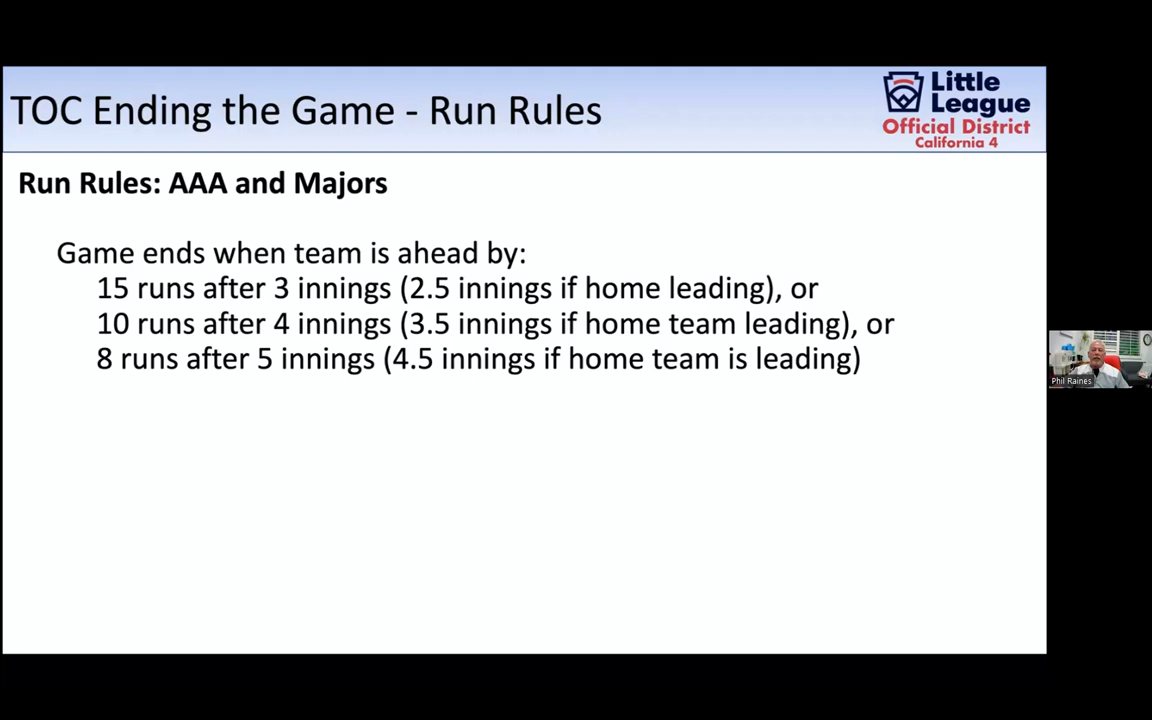 TOC Ending the Game - Run Rules
Little
League
Official District
California 4
Run Rules: AAA and Majors
Game ends when team is ahead by:
15 runs after 3 innings (2.5 innings if home leading), or
10 runs after 4 innings (3.5 innings if home team leading), or
8 runs after 5 innings (4.5 innings if home team is leading)
Phil Raines